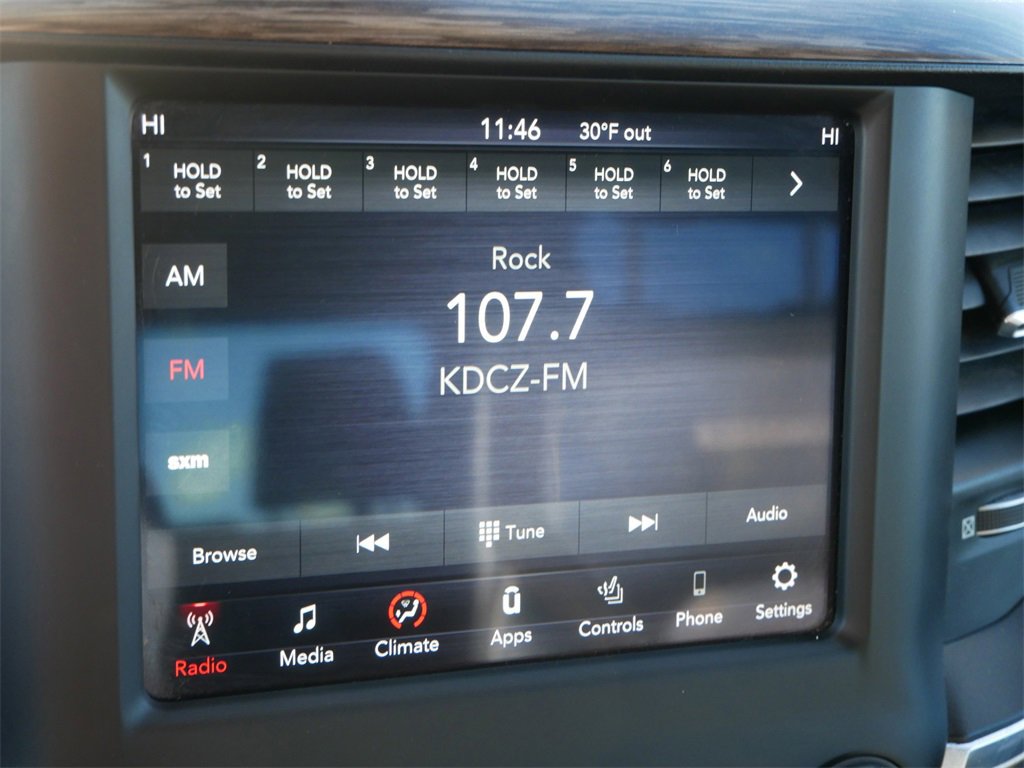 HI 11:46 30°F out HI
1 HOLD to Set 2 HOLD to Set 3 HOLD to Set 4 HOLD to Set 5 HOLD to Set 6 HOLD to Set
Rock
AM
107.7
FM
KDCZ-FM
sxm
Browse Tune Audio
Radio Media Climate Apps Controls Phone Settings